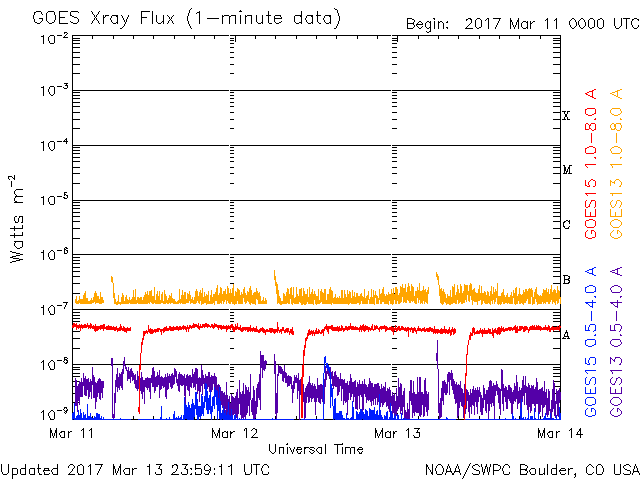 GOES Xray Flux (1-minute data)
Begin: 2017 Mar 11 0000 UTC
10⁻²
10⁻³
10⁻⁴
10⁻⁵
10⁻⁶
10⁻⁷
10⁻⁸
10⁻⁹
Watts m⁻²
X
M
C
B
A
GOES15 1.0-8.0 A
GOES13 1.0-8.0 A
GOES15 0.5-4.0 A
GOES13 0.5-4.0 A
Mar 11
Mar 12
Mar 13
Mar 14
Universal Time
Updated 2017 Mar 13 23:59:11 UTC
NOAA/SWPC Boulder, CO USA